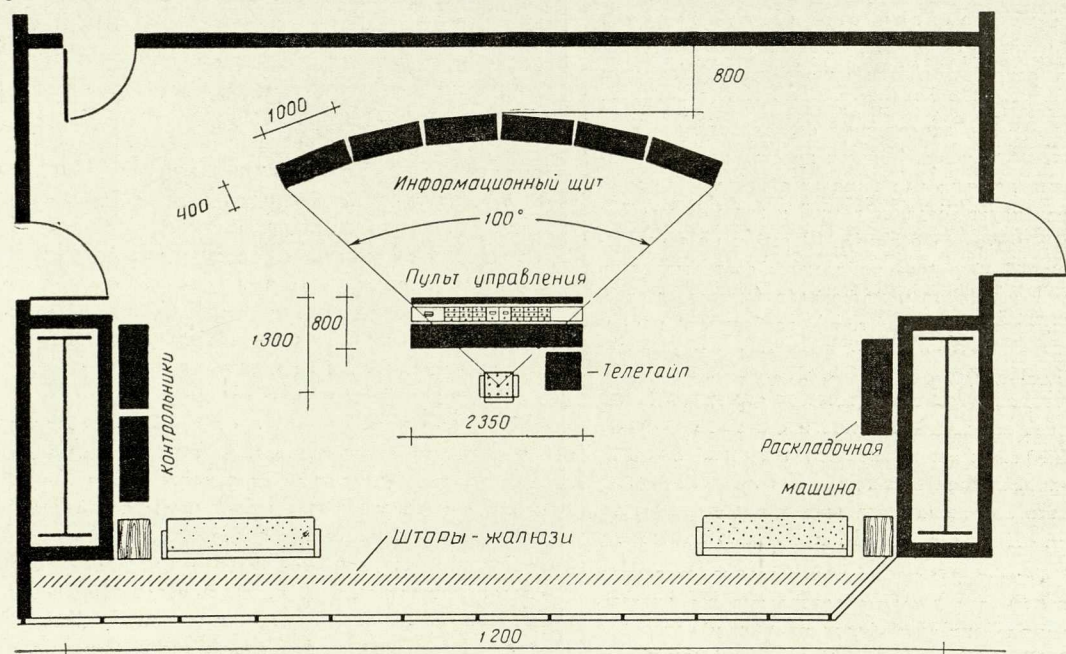 800
1000
400
Информационный щит
100°
Пульт управления
1300
800
Телетайп
2350
контрольники
Раскладочная
машина
Шторы - жалюзи
1200